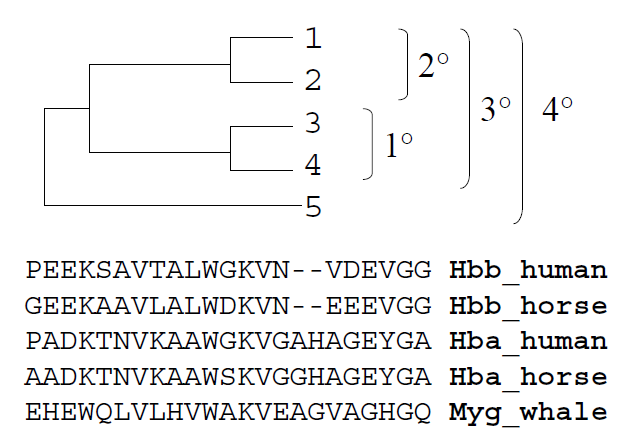 1
2
2°
3
3°
4°
4
1°
5
PEEKSAVTALWGKVN--VDEVGG Hbb_human
GEEKAAVLALWDKVN--EEEVGG Hbb_horse
PADKTNVKAAWGKVGAHAGEYGA Hba_human
AADKTNVKAAWSKVGGHAGEYGA Hba_horse
EHEWQLVLHVWAKVEAGVAGHGQ Myg_whale